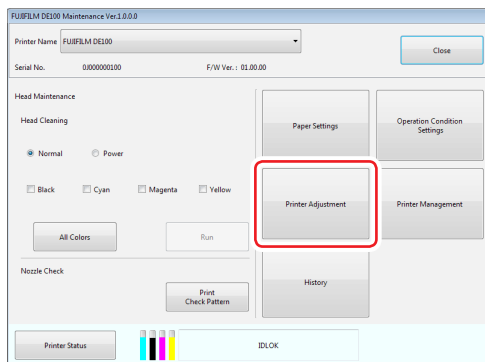 FUJIFILM DE100 Maintenance Ver.1.0.0.0
Printer Name FUJIFILM DE100
Close
Serial No. 0J000000100 F/W Ver. : 01.00.00
Head Maintenance
Head Cleaning
Normal Power
Black Cyan Magenta Yellow
All Colors Run
Nozzle Check
Print
Check Pattern
Paper Settings
Operation Condition
Settings
Printer Adjustment
Printer Management
History
Printer Status
IDLOK